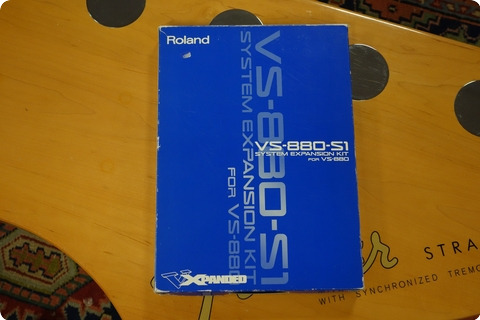 Roland
VS-880-S1
SYSTEM EXPANSION KIT
FOR VS-880
VS-880-S1
SYSTEM EXPANSION KIT
FOR VS-880
XPANDED
STRA
WITH SYNCHRONIZED TREMO